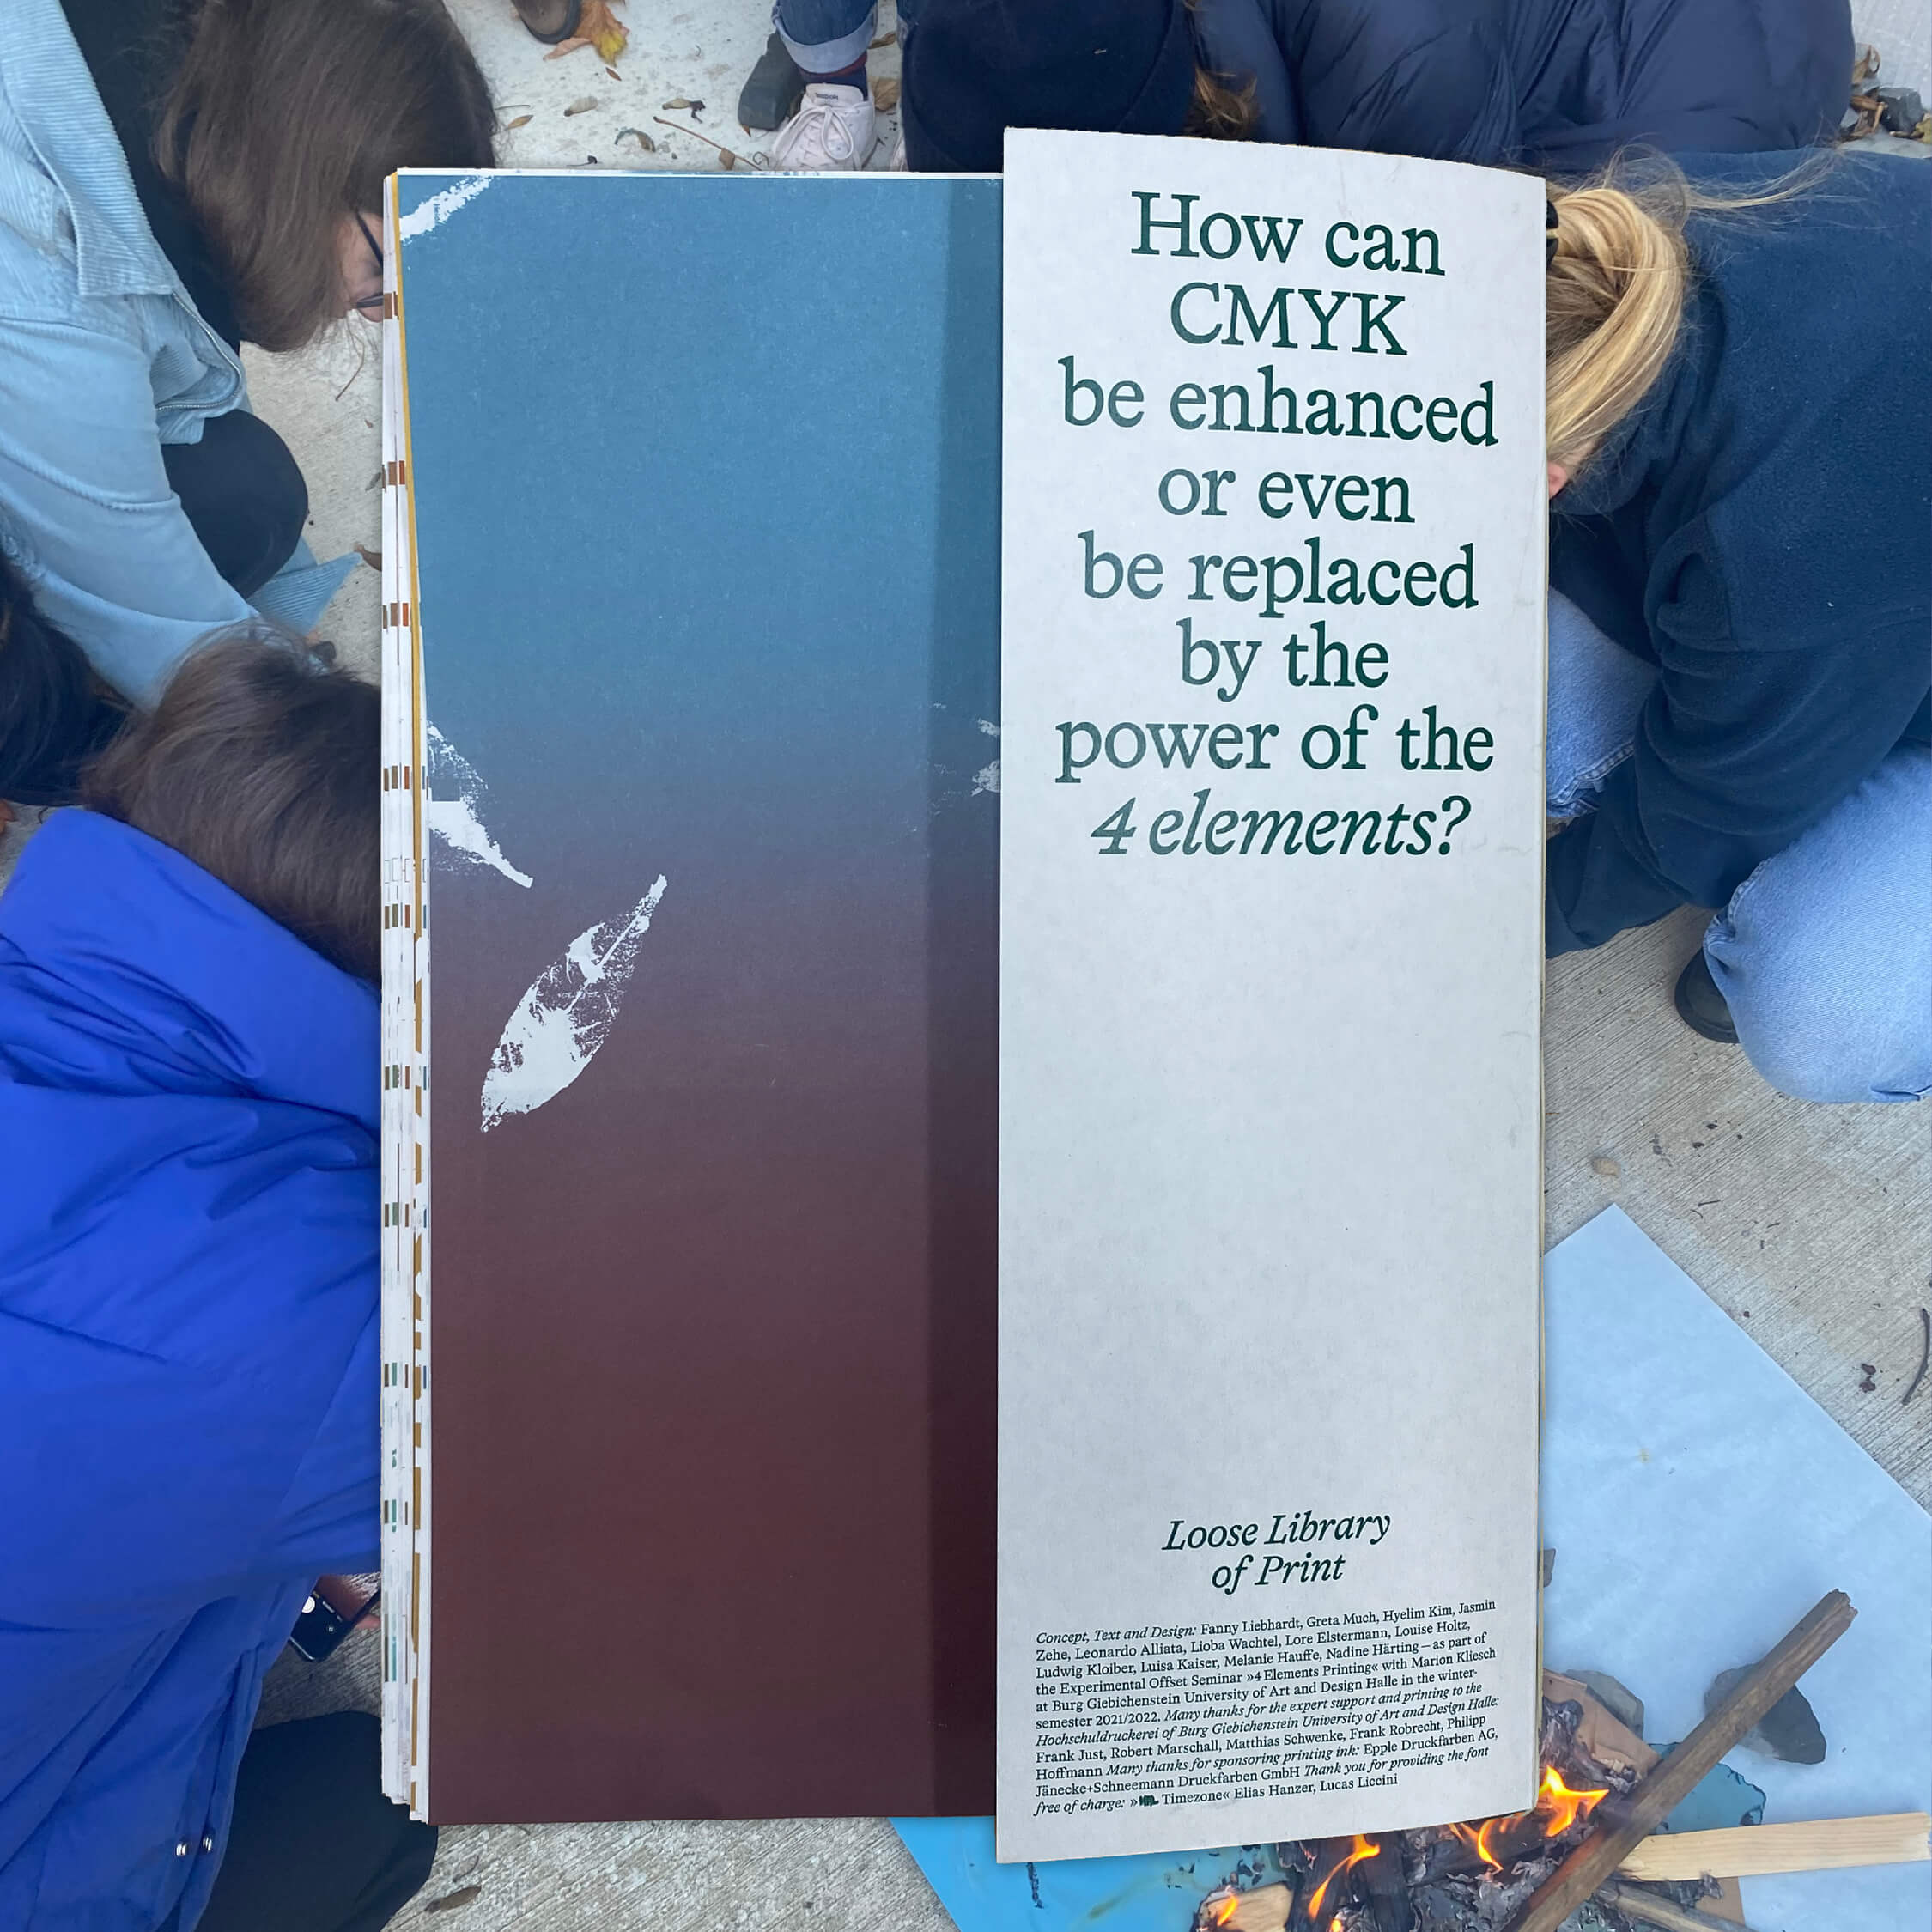 How can
CMYK
be enhanced
or even
be replaced
by the
power of the
4 elements?
Loose Library
of Print
Concept, Text and Design: Fanny Liebhardt, Greta Much, Hyelim Kim, Jasmin
Zehe, Leonardo Alliata, Lioba Wachtel, Lore Elstermann, Louise Holtz,
Ludwig Kloiber, Luisa Kaiser, Melanie Hauffe, Nadine Härting – as part of
the Experimental Offset Seminar »4 Elements Printing« with Marion Kliesch
at Burg Giebichenstein University of Art and Design Halle in the winter-
semester 2021/2022. Many thanks for the expert support and printing to the
Hochschuldruckerei of Burg Giebichenstein University of Art and Design Halle:
Frank Just, Robert Marschall, Matthias Schwenke, Frank Robrecht, Philipp
Hoffmann Many thanks for sponsoring printing ink: Epple Druckfarben AG,
Jänecke+Schneemann Druckfarben GmbH Thank you for providing the font
free of charge: » Timezone« Elias Hanzer, Lucas Liccini